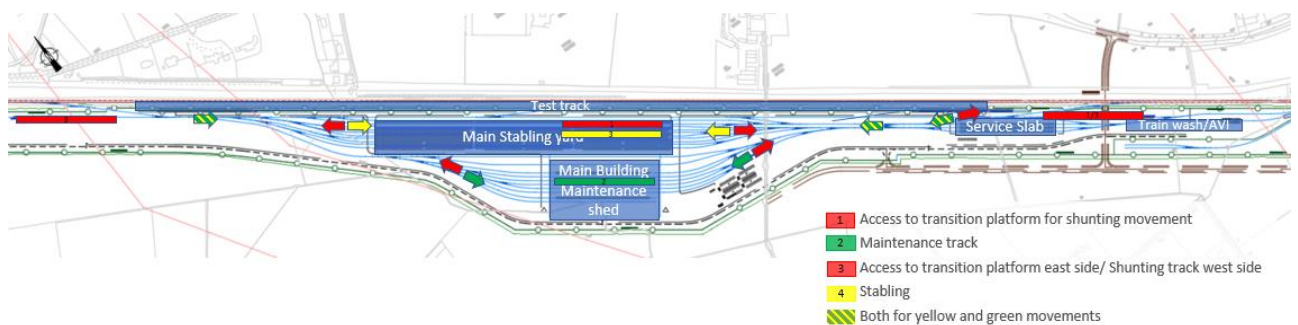 Test track
Main Stabling yard
Service Slab
Train wash/AVI
Main Building
Maintenance
shed
1 Access to transition platform for shunting movement
2 Maintenance track
3 Access to transition platform east side/ Shunting track west side
4 Stabling
Both for yellow and green movements